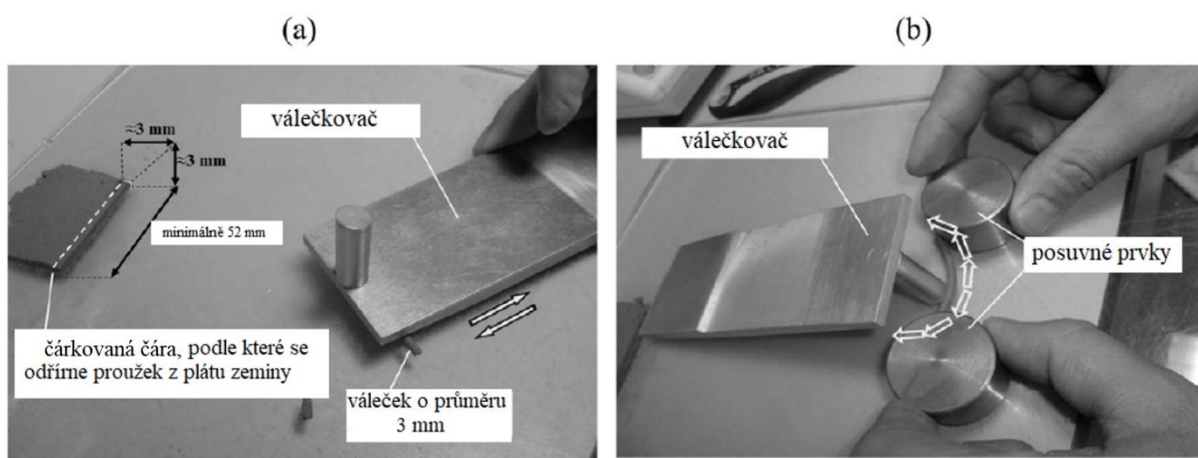 (a)
(b)
≈3 mm
≈3 mm
minimálně 52 mm
válečkovač
čárkovaná čára, podle které se
odřírne proužek z plátu zeminy
váleček o průměru
3 mm
válečkovač
posuvné prvky